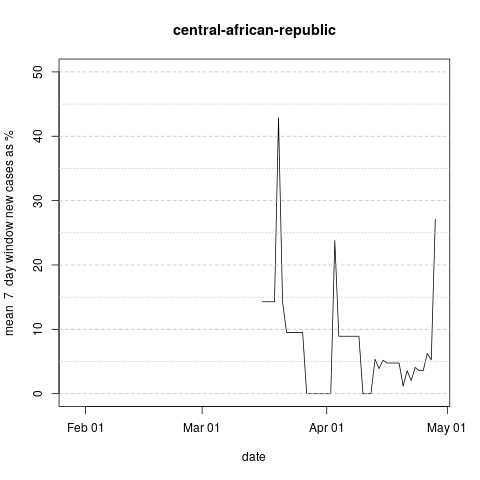 central-african-republic
mean  7  day window new cases as %
50
40
30
20
10
0
Feb 01
Mar 01
Apr 01
May 01
date